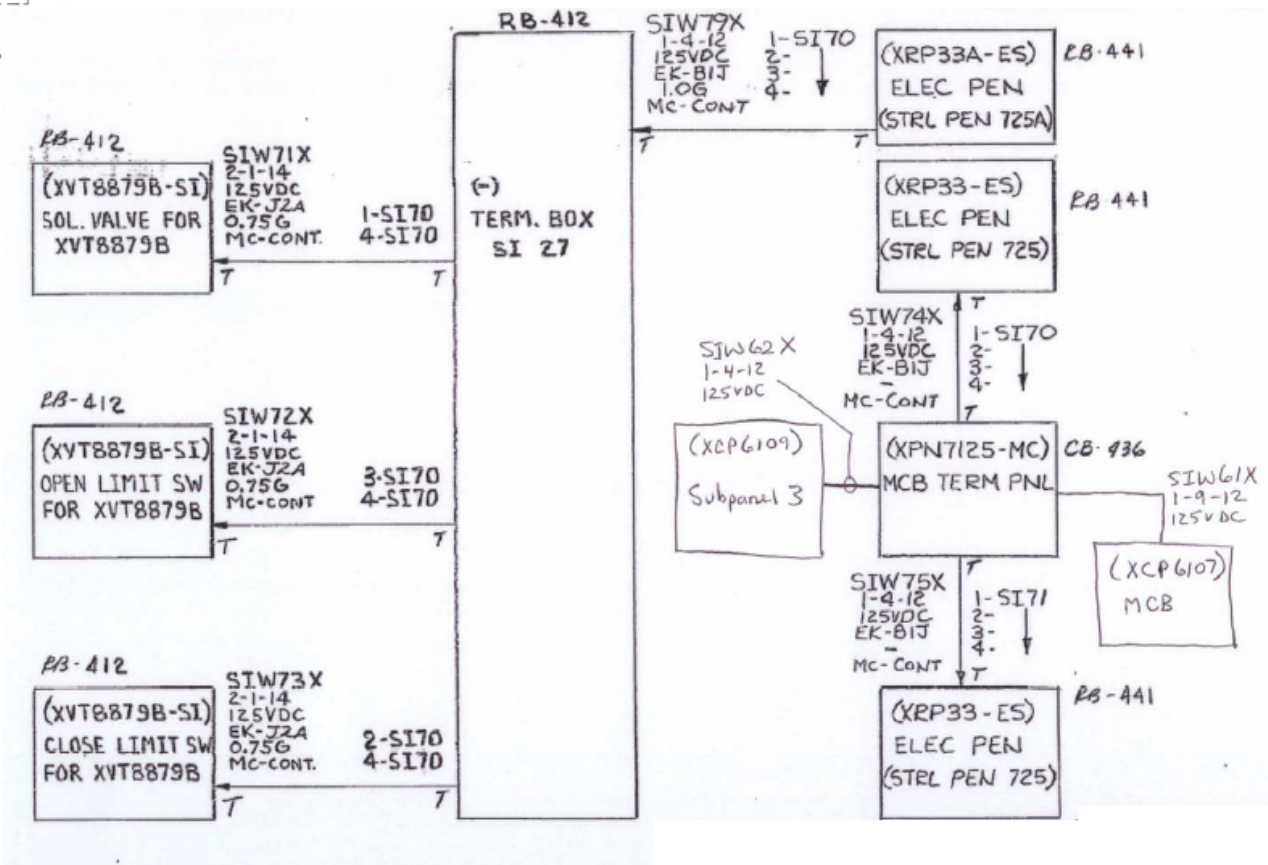 RB-412
SIW79X
1-4-12
125VDC
EK-B1J
1.0G
MC-CONT
1-SI70
2-
3-
4-
T
T
(XRP33A-ES)
ELEC PEN
(STRL PEN 725A)
RB-441
RB-412
(XVT8879B-SI)
SOL. VALVE FOR
XVT8879B
SIW71X
2-1-14
125VDC
EK-J2A
0.75G
MC-CONT.
1-SI70
4-SI70
T
T
(-)
TERM. BOX
SI 27
(XRP33-ES)
ELEC PEN
(STRL PEN 725)
RB-441
T
SIW74X
1-4-12
125VDC
EK-B1J
-
MC-CONT
1-SI70
2-
3-
4-
T
SIW62X
1-4-12
125VDC
RB-412
(XVT8879B-SI)
OPEN LIMIT SW
FOR XVT8879B
SIW72X
2-1-14
125VDC
EK-J2A
0.75G
MC-CONT
3-SI70
4-SI70
T
T
(XCP6109)
Subpanel 3
(XPN7125-MC)
MCB TERM PNL
CB-436
SIW61X
1-9-12
125VDC
(XCP6107)
MCB
T
SIW75X
1-4-12
125VDC
EK-B1J
-
MC-CONT
1-SI71
2-
3-
4-
T
RB-412
(XVT8879B-SI)
CLOSE LIMIT SW
FOR XVT8879B
SIW73X
2-1-14
125VDC
EK-J2A
0.75G
MC-CONT.
2-SI70
4-SI70
T
T
(XRP33-ES)
ELEC PEN
(STRL PEN 725)
RB-441